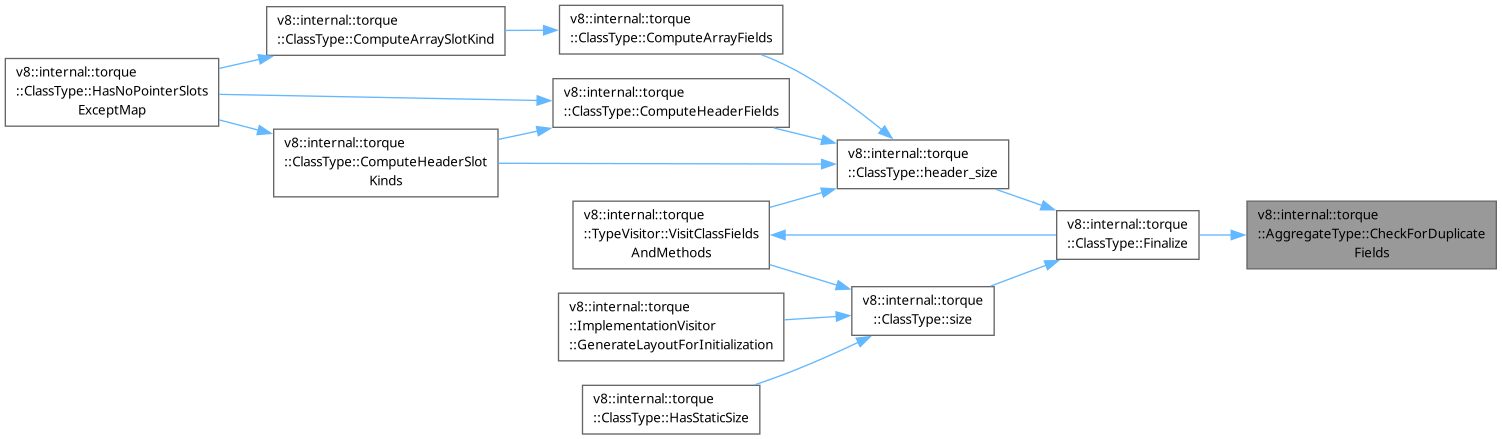 v8::internal::torque
::ClassType::ComputeArraySlotKind
v8::internal::torque
::ClassType::ComputeArrayFields
v8::internal::torque
::ClassType::HasNoPointerSlots
ExceptMap
v8::internal::torque
::ClassType::ComputeHeaderFields
v8::internal::torque
::ClassType::ComputeHeaderSlot
Kinds
v8::internal::torque
::ClassType::header_size
v8::internal::torque
::TypeVisitor::VisitClassFields
AndMethods
v8::internal::torque
::ClassType::Finalize
v8::internal::torque
::AggregateType::CheckForDuplicate
Fields
v8::internal::torque
::ImplementationVisitor
::GenerateLayoutForInitialization
v8::internal::torque
::ClassType::size
v8::internal::torque
::ClassType::HasStaticSize